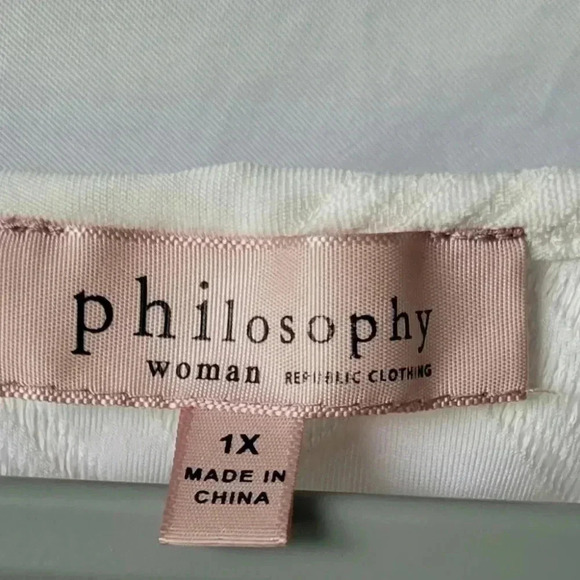 philosophy
woman REPUBLIC CLOTHING
1X
MADE IN
CHINA